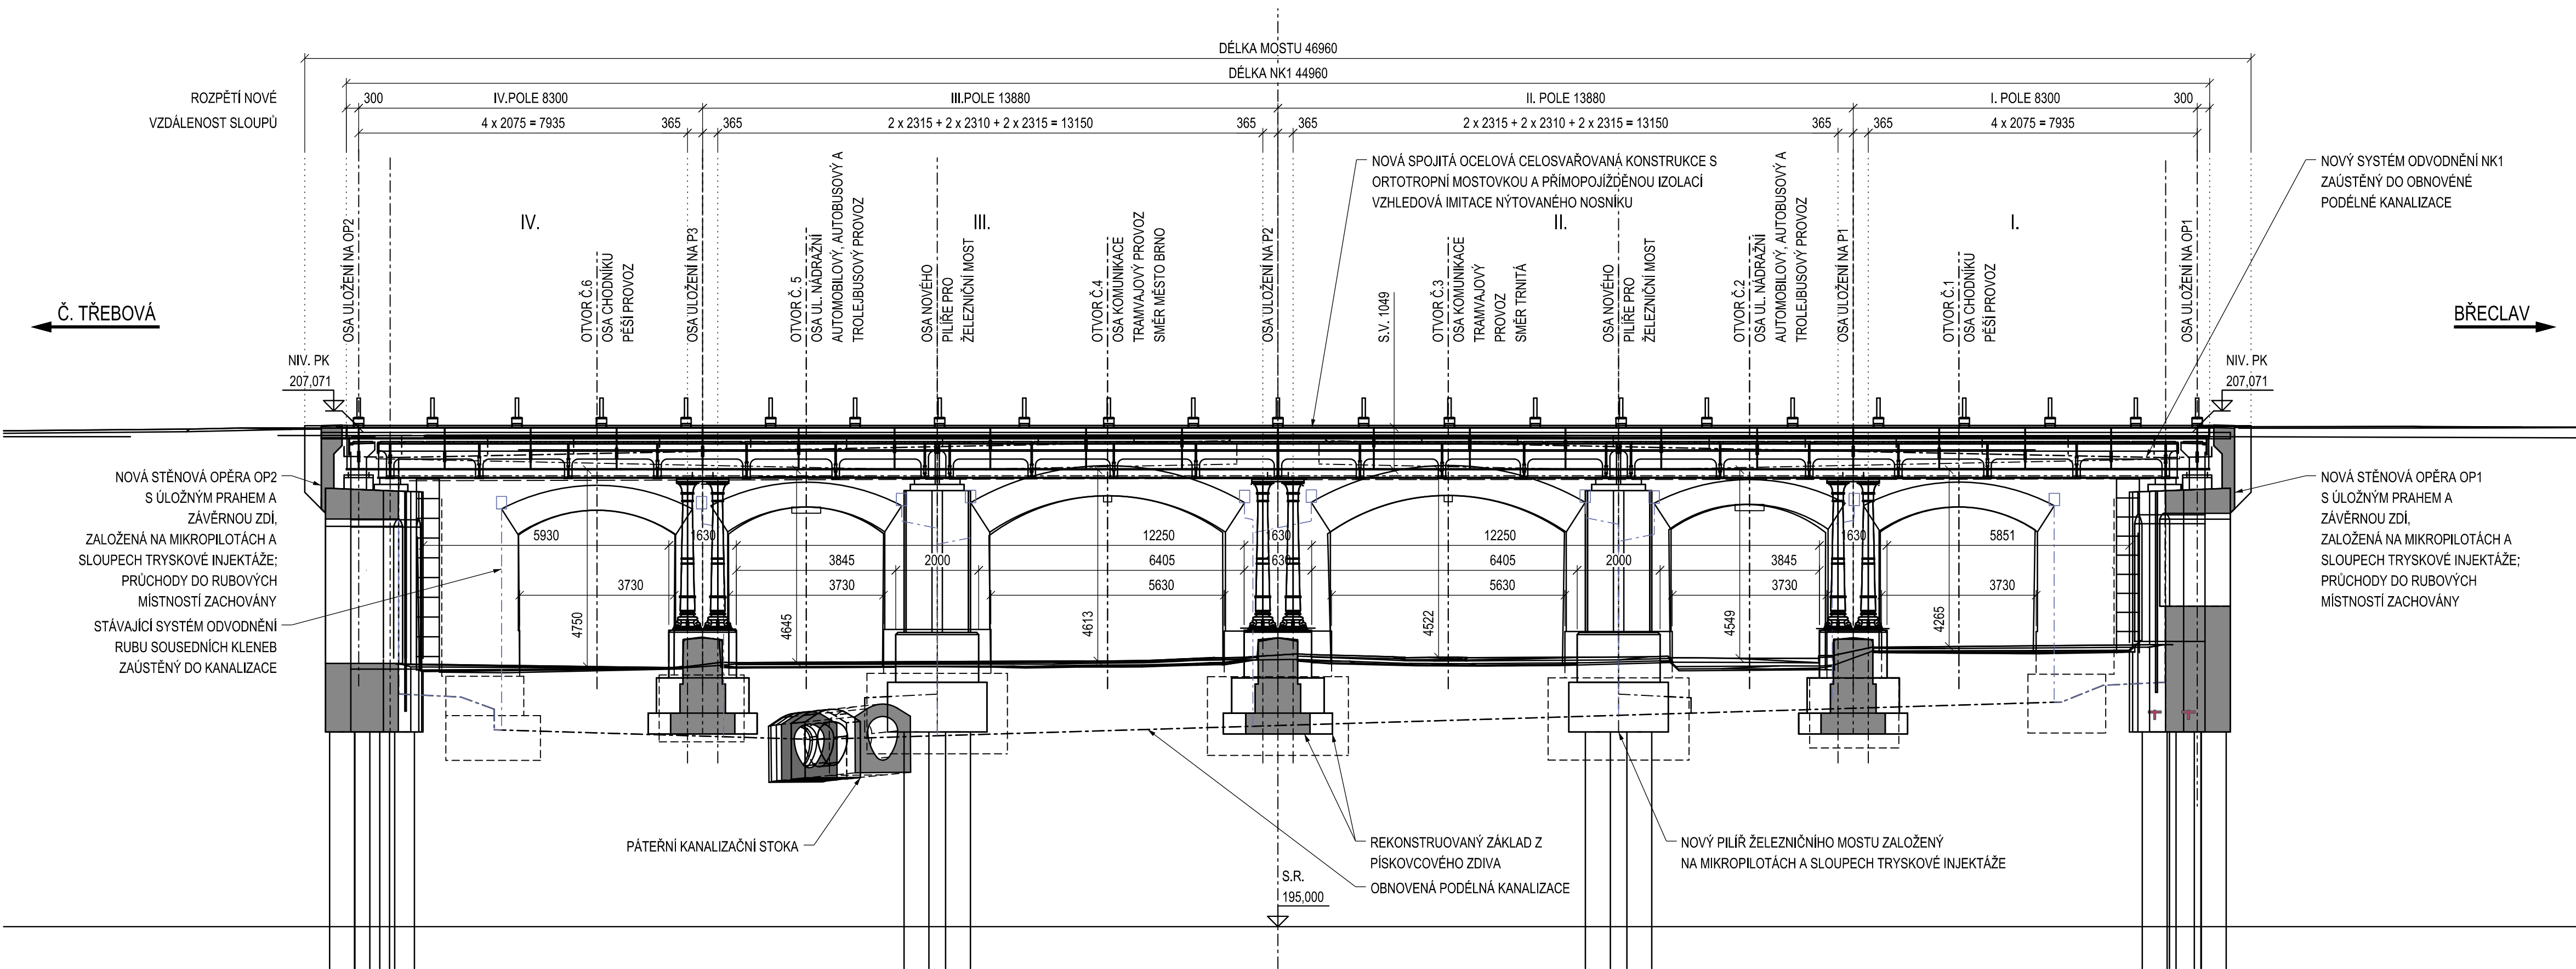 DÉLKA MOSTU 46960
DÉLKA NK1 44960
ROZPĚTÍ NOVÉ
300
IV.POLE 8300
III.POLE 13880
II. POLE 13880
I. POLE 8300
300
VZDÁLENOST SLOUPŮ
4 x 2075 = 7935
365
365
2 x 2315 + 2 x 2310 + 2 x 2315 = 13150
365
365
2 x 2315 + 2 x 2310 + 2 x 2315 = 13150
365
365
4 x 2075 = 7935
NOVÁ SPOJITÁ OCELOVÁ CELOSVAŘOVANÁ KONSTRUKCE S
ORTOTROPNÍ MOSTOVKOU A PŘÍMOPOJÍŽDĚNOU IZOLACÍ
VZHLEDOVÁ IMITACE NÝTOVANÉHO NOSNÍKU
NOVÝ SYSTÉM ODVODNĚNÍ NK1
ZAÚSTĚNÝ DO OBNOVÉNÉ
PODÉLNÉ KANALIZACE
IV.
III.
II.
I.
OSA ULOŽENÍ NA OP2
OTVOR Č.6
OSA CHODNÍKU
PĚŠÍ PROVOZ
OSA ULOŽENÍ NA P3
OTVOR Č. 5
OSA UL. NÁDRAŽNÍ
AUTOMOBILOVÝ, AUTOBUSOVÝ A
TROLEJBUSOVÝ PROVOZ
OSA NOVÉHO
PILÍŘE PRO
ŽELEZNIČNÍ MOST
OTVOR Č.4
OSA KOMUNIKACE
TRAMVAJOVÝ PROVOZ
SMĚR MĚSTO BRNO
OSA ULOŽENÍ NA P2
S.V. 1049
OTVOR Č.3
OSA KOMUNIKACE
TRAMVAJOVÝ
PROVOZ
SMĚR TRNITÁ
OSA NOVÉHO
PILÍŘE PRO
ŽELEZNIČNÍ MOST
OTVOR Č.2
OSA UL. NÁDRAŽNÍ
AUTOMOBILOVÝ, AUTOBUSOVÝ A
TROLEJBUSOVÝ PROVOZ
OSA ULOŽENÍ NA P1
OTVOR Č.1
OSA CHODNÍKU
PĚŠÍ PROVOZ
OSA ULOŽENÍ NA OP1
Č. TŘEBOVÁ
BŘECLAV
NIV. PK
207,071
NIV. PK
207,071
NOVÁ STĚNOVÁ OPĚRA OP2
S ÚLOŽNÝM PRAHEM A
ZÁVĚRNOU ZDÍ,
ZALOŽENÁ NA MIKROPILOTÁCH A
SLOUPECH TRYSKOVÉ INJEKTÁŽE;
PRŮCHODY DO RUBOVÝCH
MÍSTNOSTÍ ZACHOVÁNY
STÁVAJÍCÍ SYSTÉM ODVODNĚNÍ
RUBU SOUSEDNÍCH KLENEB
ZAÚSTĚNÝ DO KANALIZACE
NOVÁ STĚNOVÁ OPĚRA OP1
S ÚLOŽNÝM PRAHEM A
ZÁVĚRNOU ZDÍ,
ZALOŽENÁ NA MIKROPILOTÁCH A
SLOUPECH TRYSKOVÉ INJEKTÁŽE;
PRŮCHODY DO RUBOVÝCH
MÍSTNOSTÍ ZACHOVÁNY
5930
1630
12250
1630
12250
1630
5851
3845
2000
6405
630
6405
2000
3845
3730
3730
5630
5630
3730
3730
4750
4645
4613
4522
4549
4265
PÁTEŘNÍ KANALIZAČNÍ STOKA
REKONSTRUOVANÝ ZÁKLAD Z
PÍSKOVCOVÉHO ZDIVA
OBNOVENÁ PODÉLNÁ KANALIZACE
NOVÝ PILÍŘ ŽELEZNIČNÍHO MOSTU ZALOŽENÝ
NA MIKROPILOTÁCH A SLOUPECH TRYSKOVÉ INJEKTÁŽE
S.R.
195,000